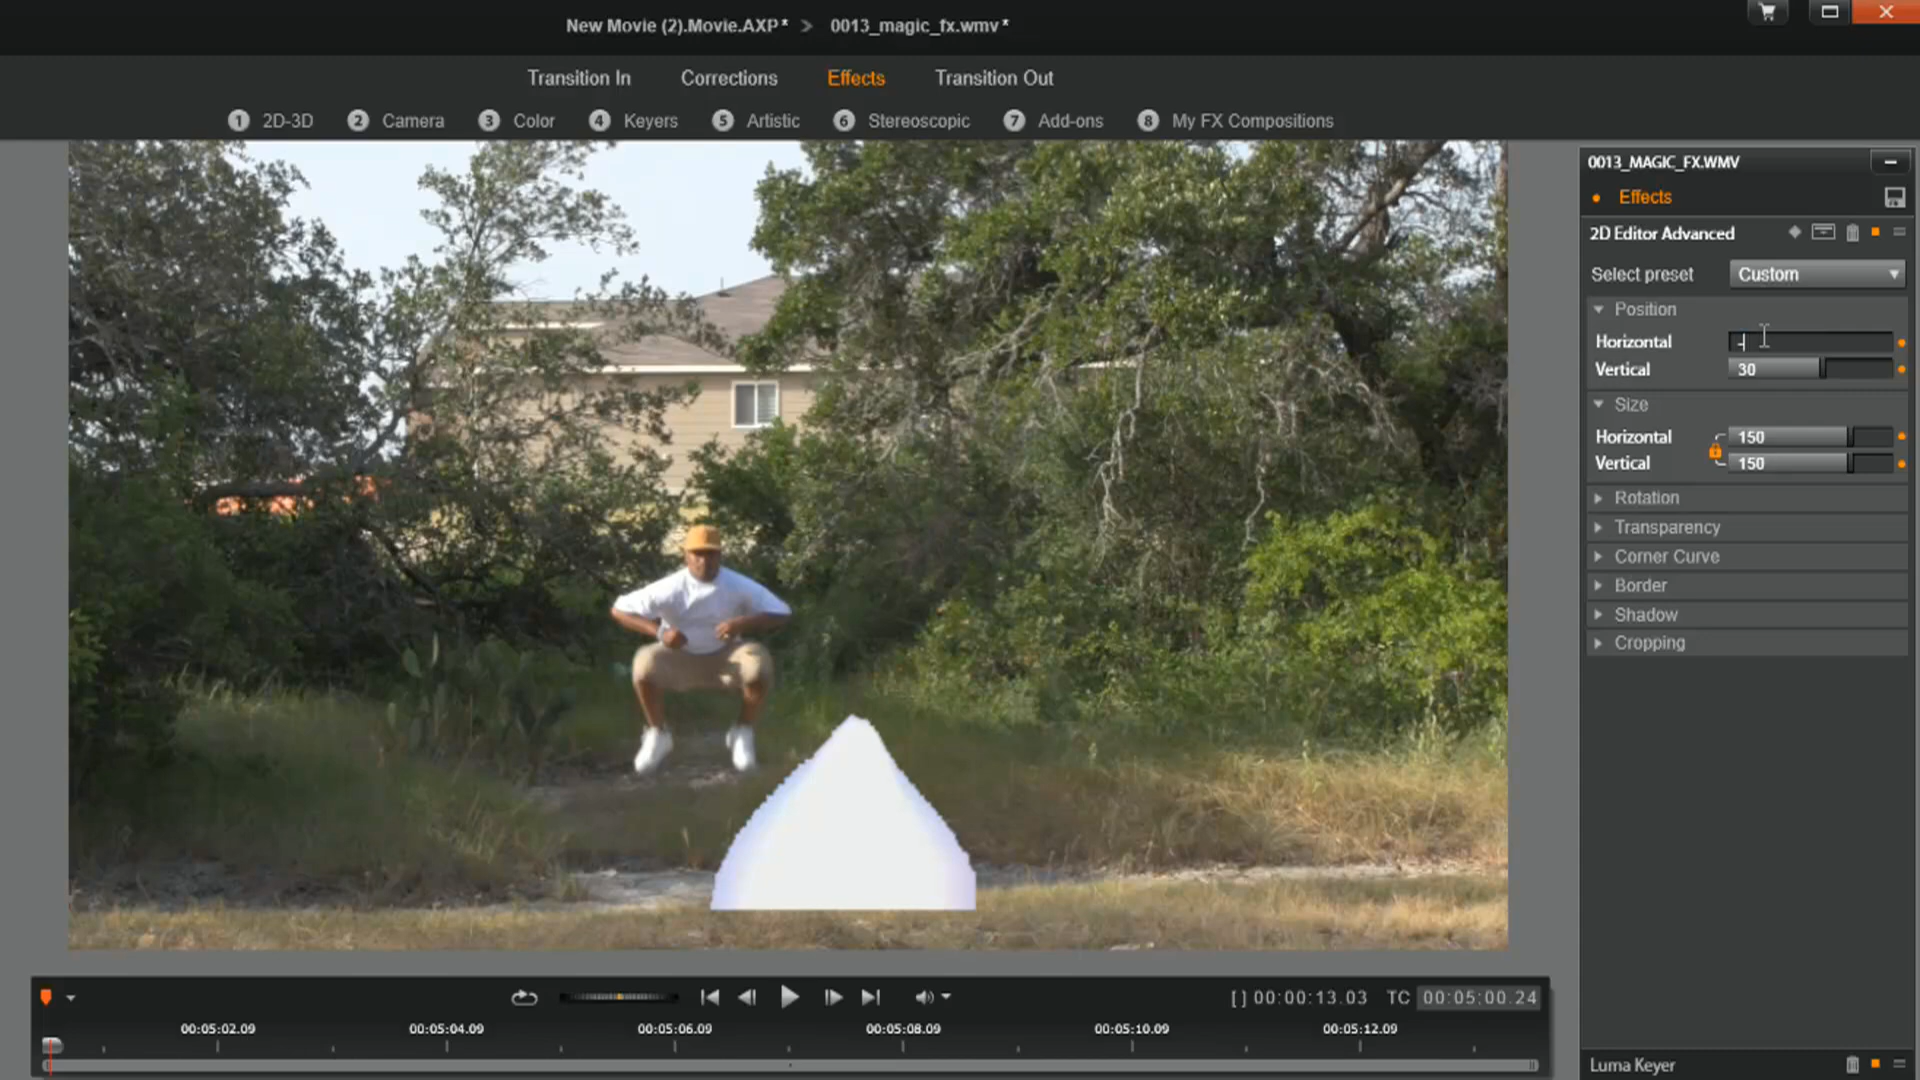 New Movie (2).Movie.AXP* > 0013_magic_fx.wmv *
Transition In Corrections Effects Transition Out
1 2D-3D 2 Camera 3 Color 4 Keyers 5 Artistic 6 Stereoscopic 7 Add-ons 8 My FX Compositions
0013_MAGIC_FX.WMV
Effects
2D Editor Advanced
Select preset Custom
Position
Horizontal -
Vertical 30
Size
Horizontal 150
Vertical 150
Rotation
Transparency
Corner Curve
Border
Shadow
Cropping
[ ] 00:00:13.03 TC 00:05:00.24
00:05:02.09 00:05:04.09 00:05:06.09 00:05:08.09 00:05:10.09 00:05:12.09
Luma Keyer